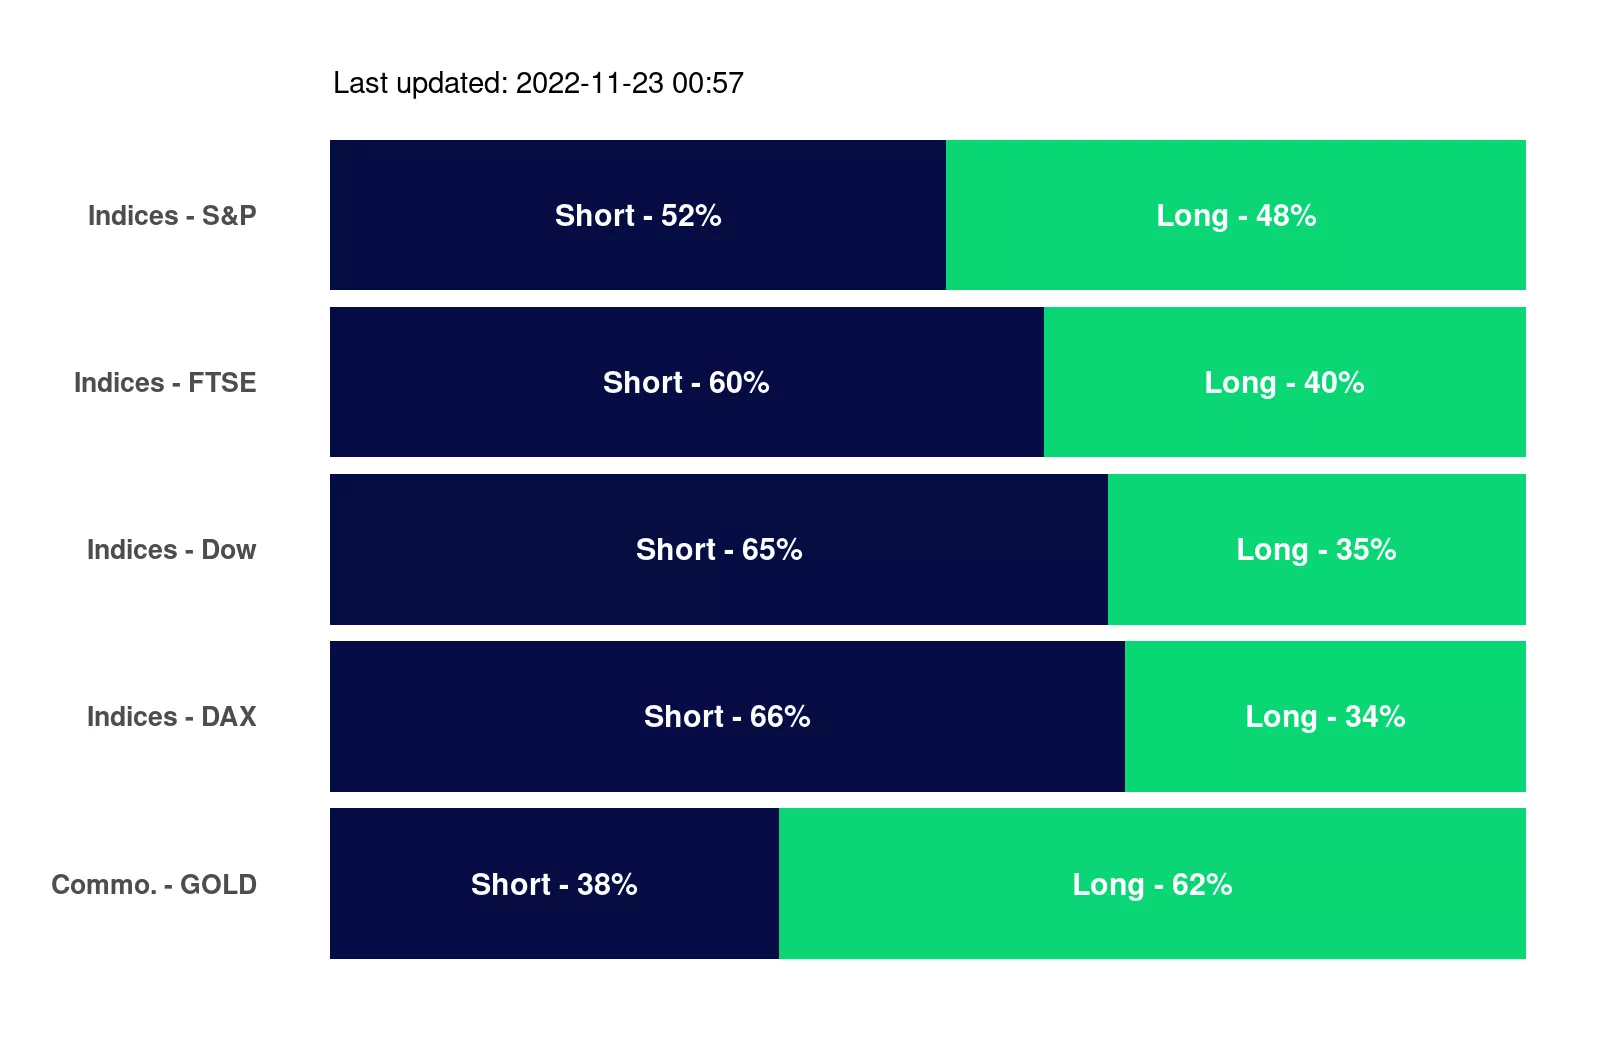 Last updated: 2022-11-23 00:57
Indices - S&P Short - 52% Long - 48%
Indices - FTSE Short - 60% Long - 40%
Indices - Dow Short - 65% Long - 35%
Indices - DAX Short - 66% Long - 34%
Commo. - GOLD Short - 38% Long - 62%